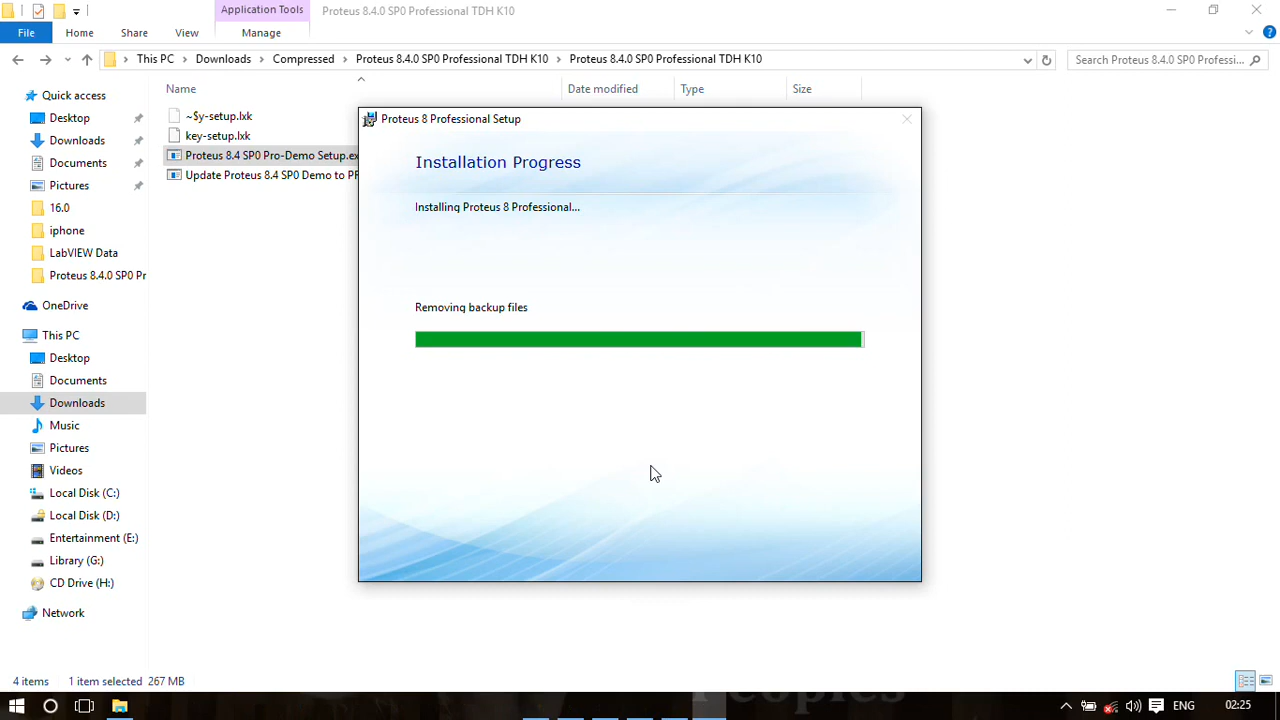 Application Tools
Proteus 8.4.0 SP0 Professional TDH K10
File
Home
Share
View
Manage
This PC
Downloads
Compressed
Proteus 8.4.0 SP0 Professional TDH K10
Proteus 8.4.0 SP0 Professional TDH K10
Search Proteus 8.4.0 SP0 Professi...
Name
Date modified
Type
Size
Quick access
Desktop
Downloads
Documents
Pictures
16.0
iphone
LabVIEW Data
Proteus 8.4.0 SP0 Pr
OneDrive
This PC
Desktop
Documents
Downloads
Music
Pictures
Videos
Local Disk (C:)
Local Disk (D:)
Entertainment (E:)
Library (G:)
CD Drive (H:)
Network
~$y-setup.lxk
key-setup.lxk
Proteus 8.4 SP0 Pro-Demo Setup.ex
Update Proteus 8.4 SP0 Demo to PR
Proteus 8 Professional Setup
Installation Progress
Installing Proteus 8 Professional...
Removing backup files
4 items
1 item selected 267 MB
Peoples
ENG
02:25